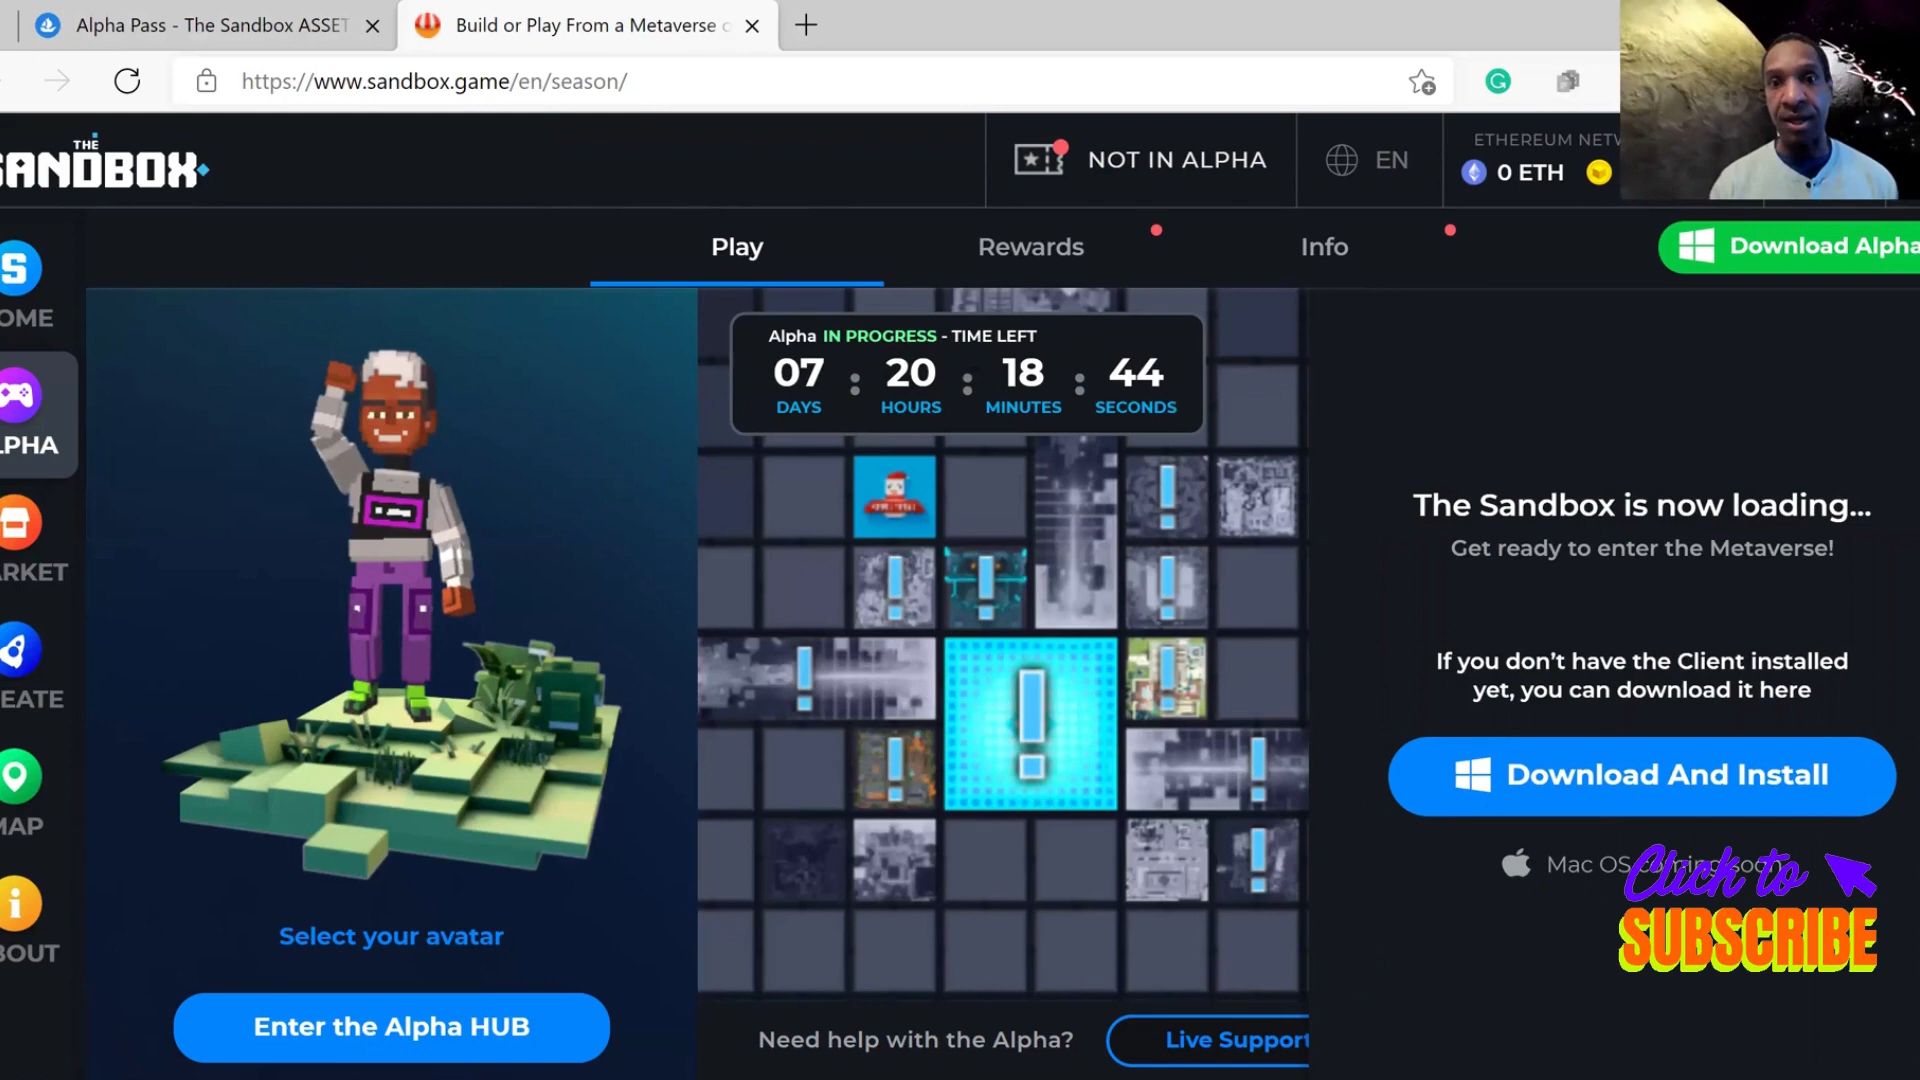 Alpha Pass - The Sandbox ASSET
Build or Play From a Metaverse
https://www.sandbox.game/en/season/
THE
SANDBOX
NOT IN ALPHA
EN
ETHEREUM NETW
0 ETH
Play
Rewards
Info
Download Alpha
OME
LPHA
ARKET
EATE
MAP
BOUT
Alpha IN PROGRESS - TIME LEFT
07 : 20 : 18 : 44
DAYS HOURS MINUTES SECONDS
The Sandbox is now loading...
Get ready to enter the Metaverse!
If you don’t have the Client installed
yet, you can download it here
Download And Install
Mac OS coming soon
Click to
SUBSCRIBE
Select your avatar
Enter the Alpha HUB
Need help with the Alpha?
Live Support